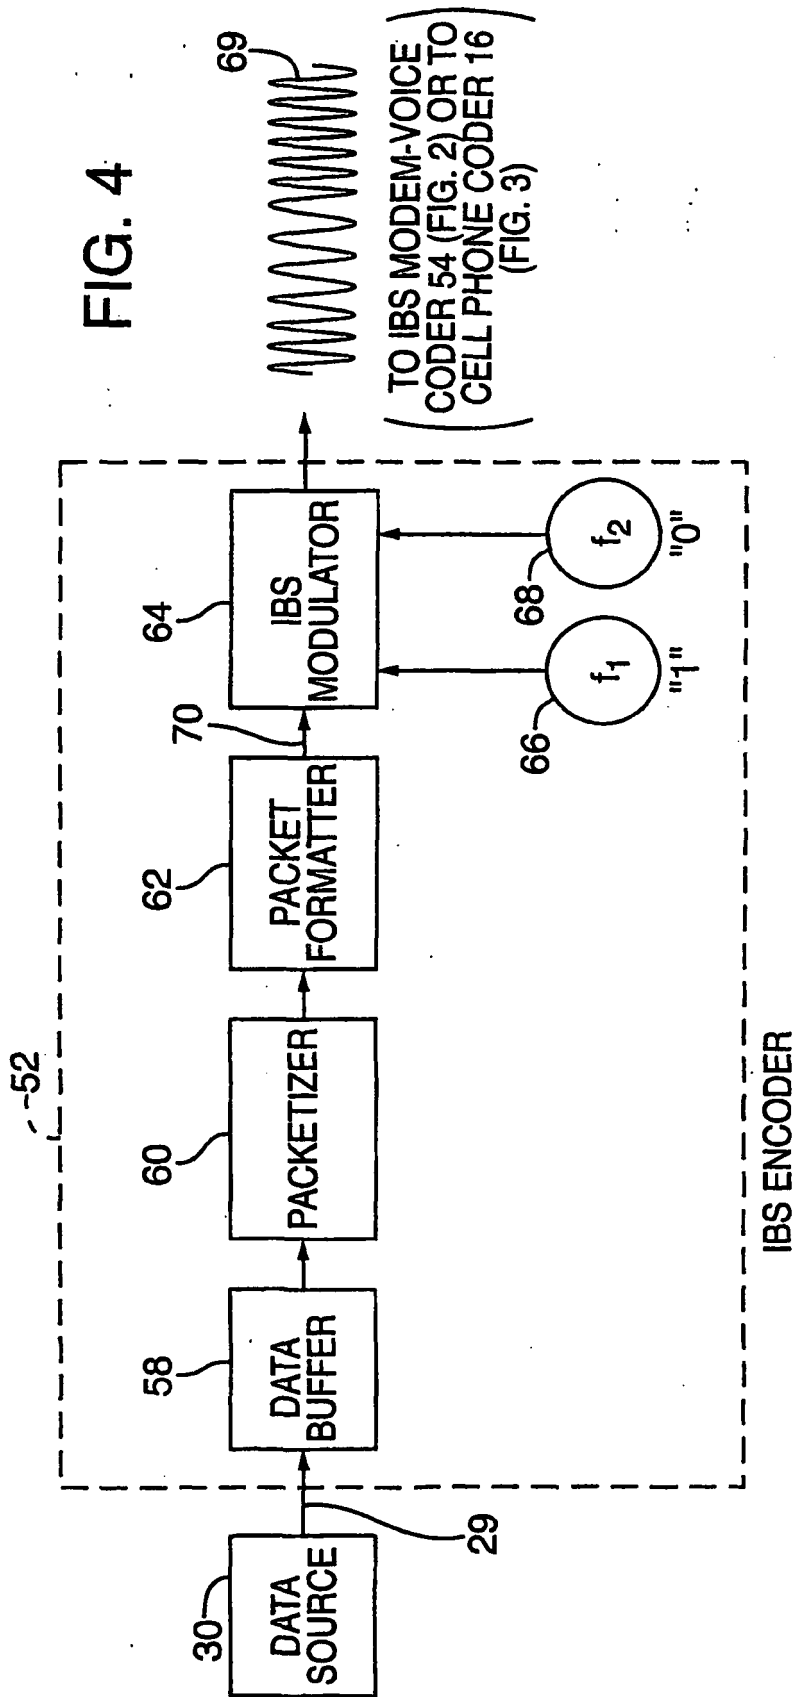 FIG. 4
52
30
DATA
SOURCE
29
58
DATA
BUFFER
60
PACKETIZER
62
PACKET
FORMATTER
70
64
IBS
MODULATOR
66
f1
"1"
68
f2
"0"
69
TO IBS MODEM-VOICE
CODER 54 (FIG. 2) OR TO
CELL PHONE CODER 16
(FIG. 3)
IBS ENCODER